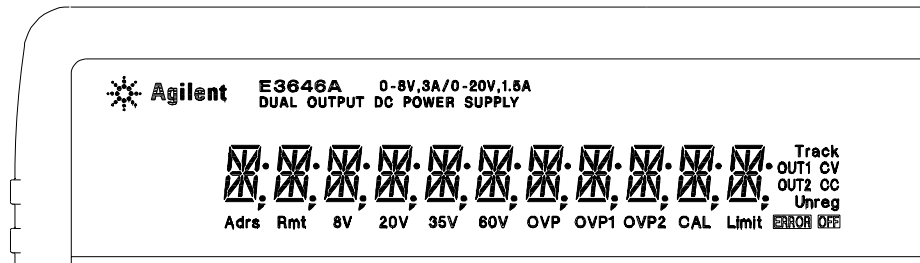 Agilent E3646A 0-8V,3A/0-20V,1.5A
DUAL OUTPUT DC POWER SUPPLY
Track
OUT1 CV
OUT2 CC
Unreg
Adrs Rmt 8V 20V 35V 60V OVP OVP1 OVP2 CAL Limit ERROR OFF